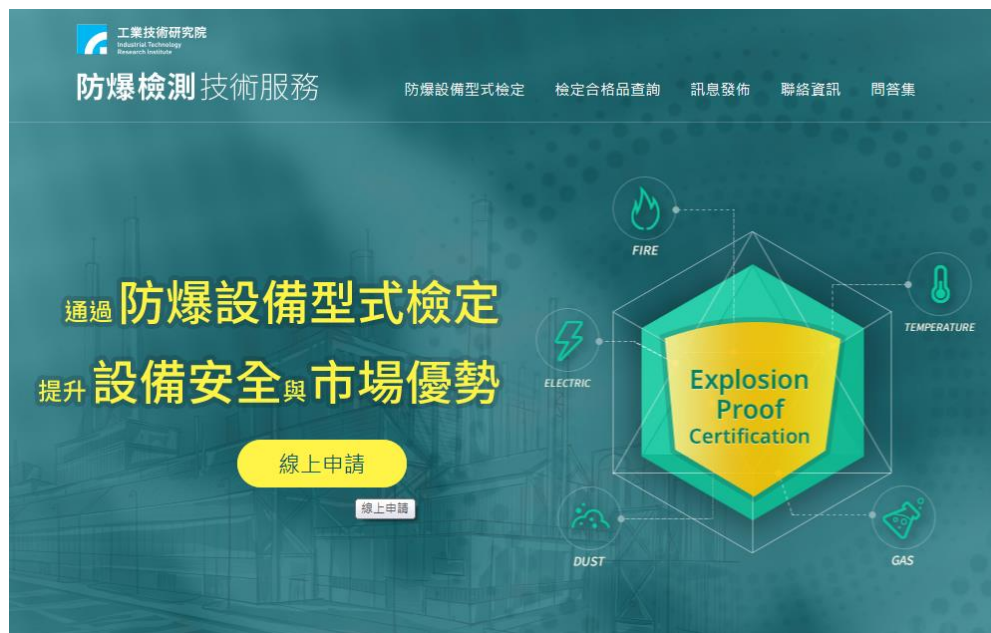 工業技術研究院
Industrial Technology
Research Institute
防爆檢測技術服務
防爆設備型式檢定 檢定合格品查詢 訊息發佈 聯絡資訊 問答集
FIRE
TEMPERATURE
通過防爆設備型式檢定
ELECTRIC
提升設備安全與市場優勢
Explosion
Proof
Certification
線上申請
線上申請
DUST
GAS